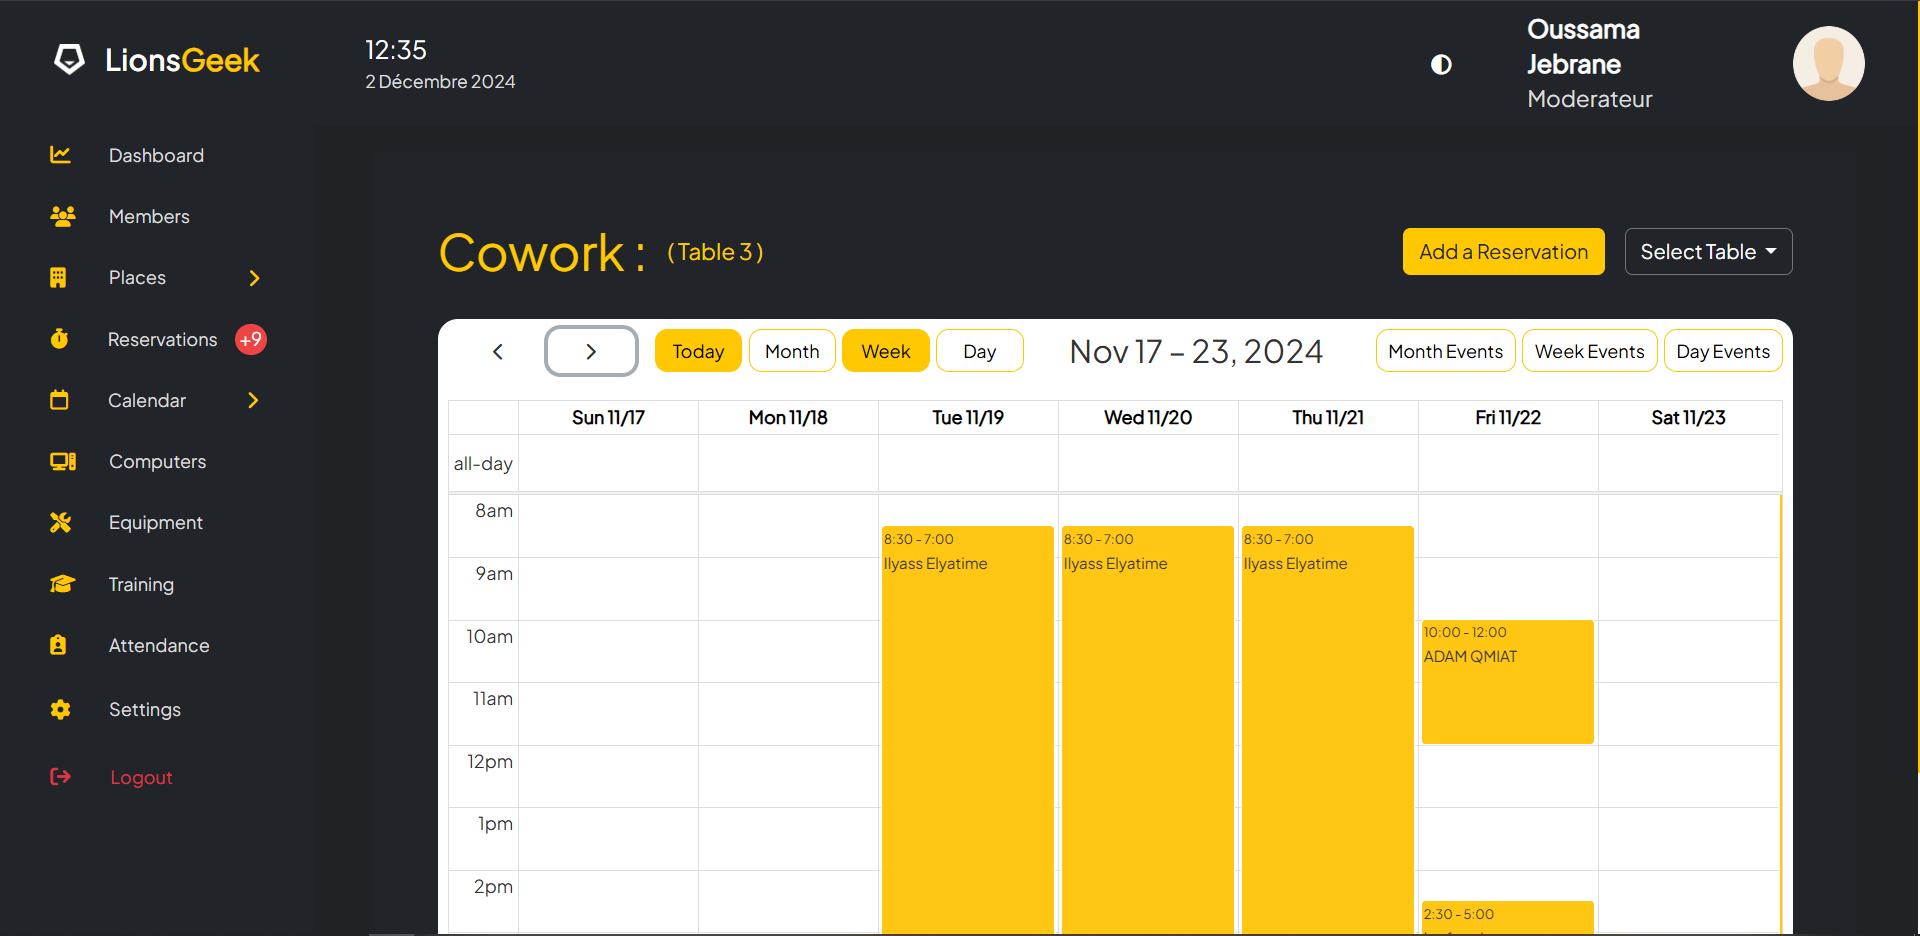 LionsGeek
12:35
2 Décembre 2024
Oussama
Jebrane
Moderateur
Dashboard
Members
Places
Reservations +9
Calendar
Computers
Equipment
Training
Attendance
Settings
Logout
Cowork : ( Table 3 )
Add a Reservation
Select Table
Today
Month
Week
Day
Nov 17 – 23, 2024
Month Events
Week Events
Day Events
Sun 11/17
Mon 11/18
Tue 11/19
Wed 11/20
Thu 11/21
Fri 11/22
Sat 11/23
all-day
8am
9am
10am
11am
12pm
1pm
2pm
8:30 - 7:00
Ilyass Elyatime
8:30 - 7:00
Ilyass Elyatime
8:30 - 7:00
Ilyass Elyatime
10:00 - 12:00
ADAM QMIAT
2:30 - 5:00